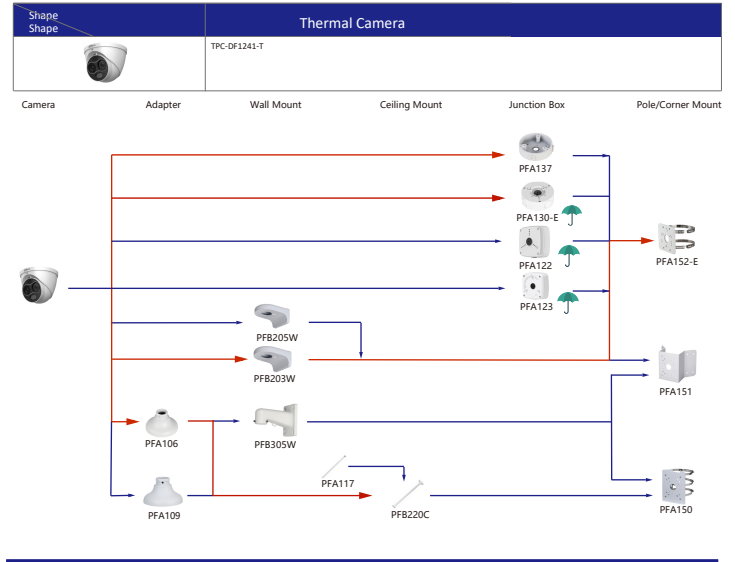 Shape
Shape
Thermal Camera
TPC-DF1241-T
Camera
Adapter
Wall Mount
Ceiling Mount
Junction Box
Pole/Corner Mount
PFA137
PFA130-E
PFA122
PFA152-E
PFA123
PFB205W
PFB203W
PFA151
PFA106
PFB305W
PFA117
PFA109
PFB220C
PFA150